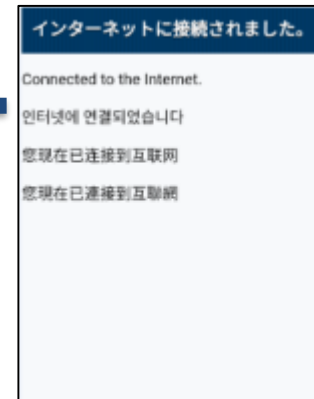 インターネットに接続されました。
Connected to the Internet.
인터넷에 연결되었습니다
您现在已连接到互联网
您現在已連接到互聯網